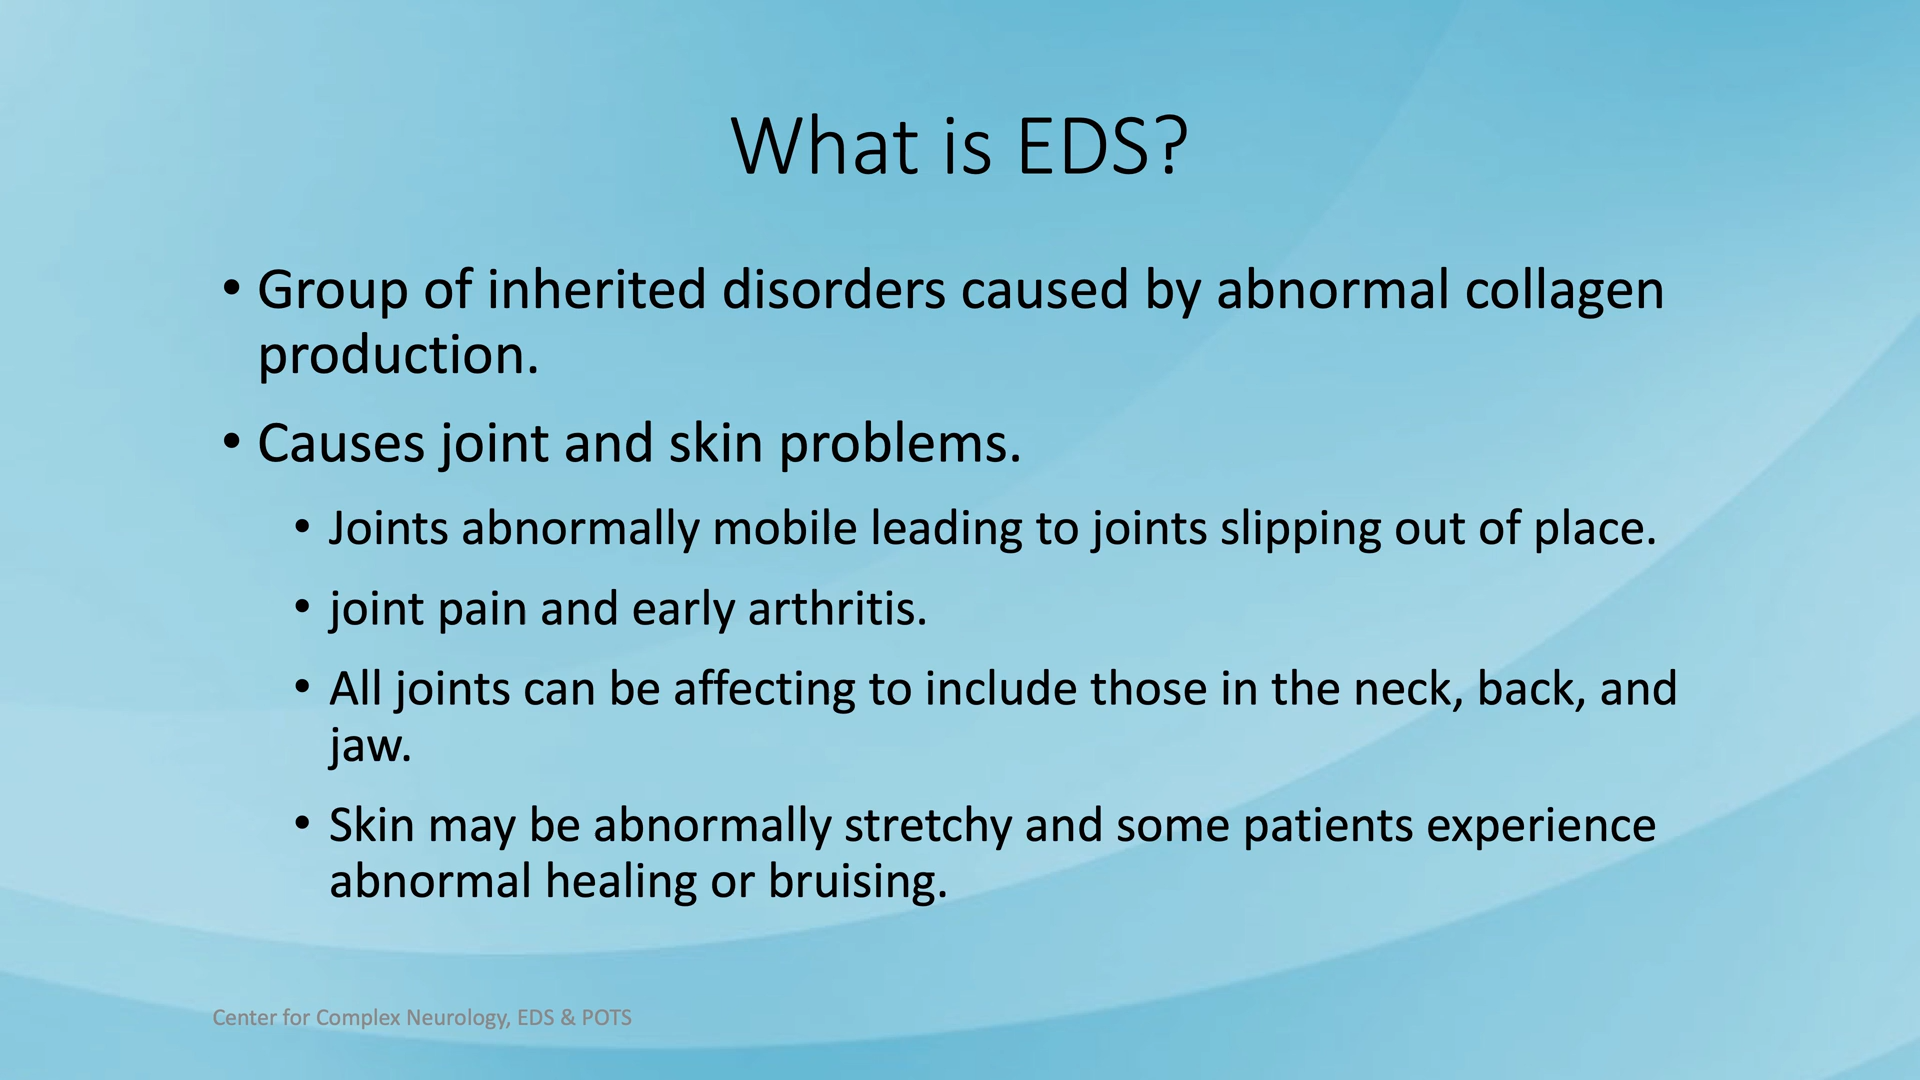 What is EDS?
• Group of inherited disorders caused by abnormal collagen
production.
• Causes joint and skin problems.
• Joints abnormally mobile leading to joints slipping out of place.
• joint pain and early arthritis.
• All joints can be affecting to include those in the neck, back, and
jaw.
• Skin may be abnormally stretchy and some patients experience
abnormal healing or bruising.
Center for Complex Neurology, EDS & POTS